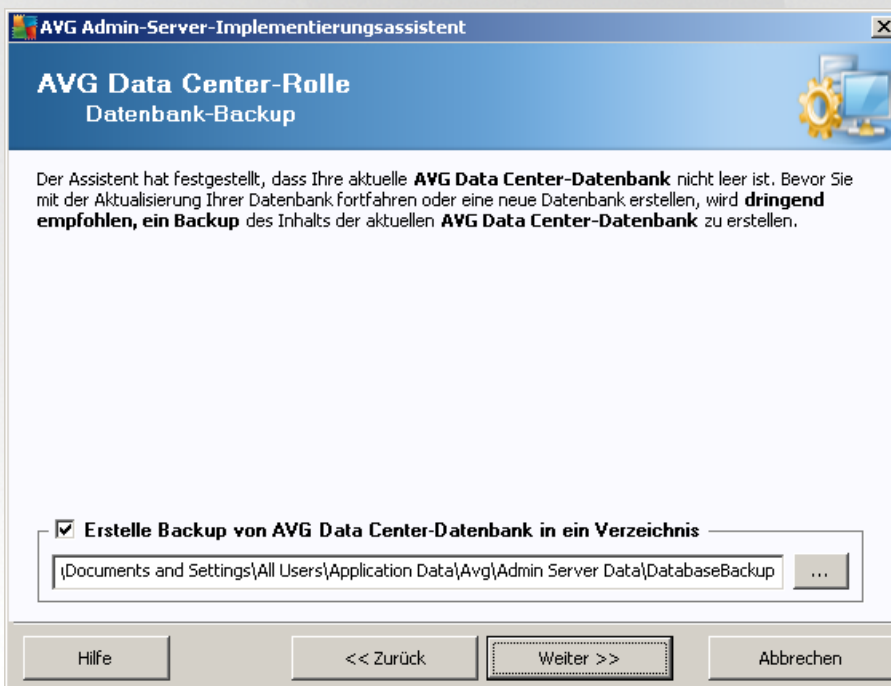 AVG Admin-Server-Implementierungsassistent
AVG Data Center-Rolle
Datenbank-Backup
Der Assistent hat festgestellt, dass Ihre aktuelle AVG Data Center-Datenbank nicht leer ist. Bevor Sie
mit der Aktualisierung Ihrer Datenbank fortfahren oder eine neue Datenbank erstellen, wird dringend
empfohlen, ein Backup des Inhalts der aktuellen AVG Data Center-Datenbank zu erstellen.
Erstelle Backup von AVG Data Center-Datenbank in ein Verzeichnis
\Documents and Settings\All Users\Application Data\Avg\Admin Server Data\DatabaseBackup ...
Hilfe << Zurück Weiter >> Abbrechen